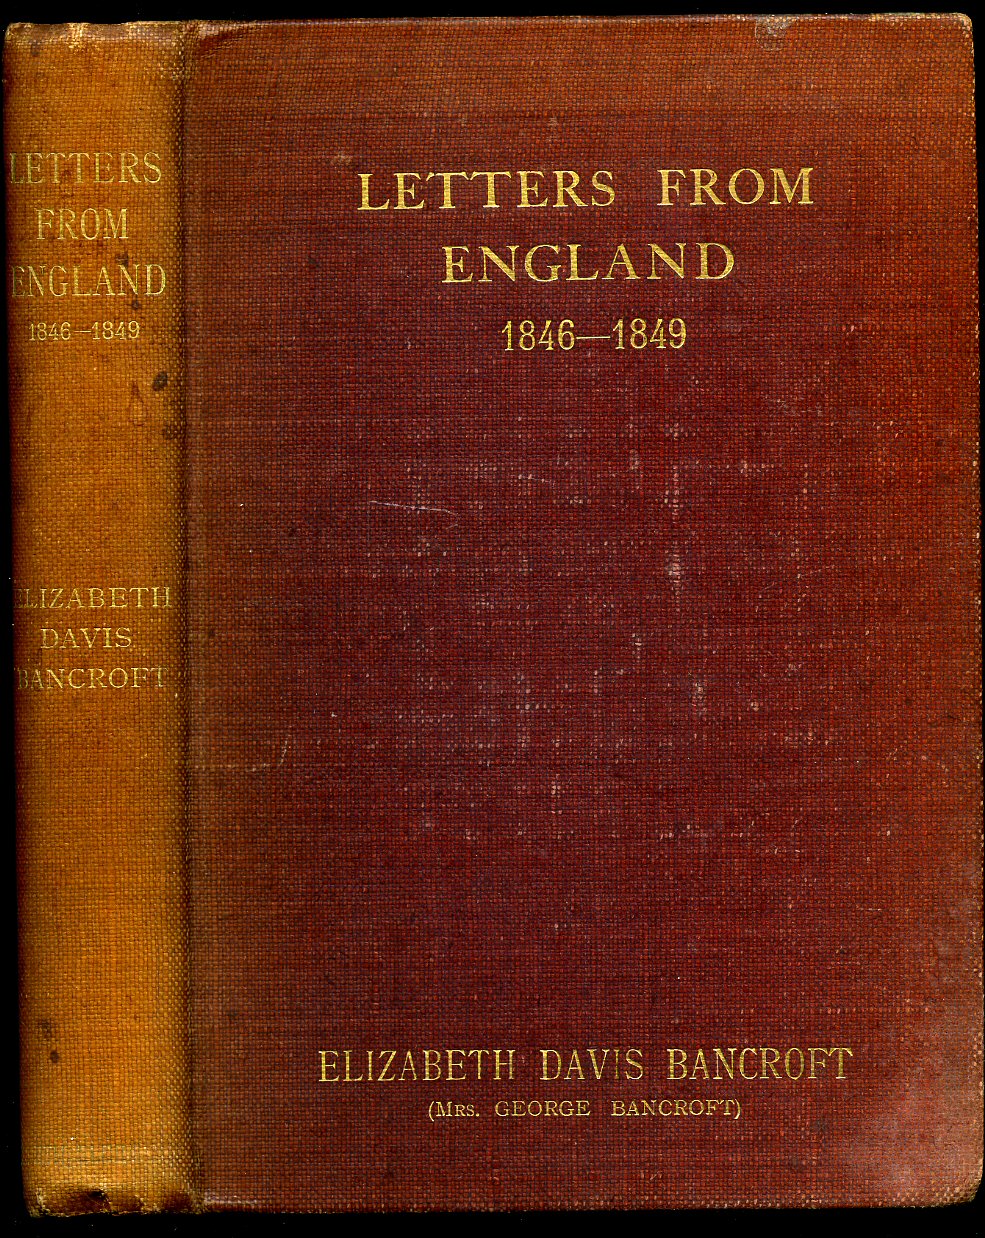 LETTERS
FROM
ENGLAND
1846—1849
ELIZABETH
DAVIS
BANCROFT
LETTERS FROM
ENGLAND
1846—1849
ELIZABETH DAVIS BANCROFT
(MRS. GEORGE BANCROFT)